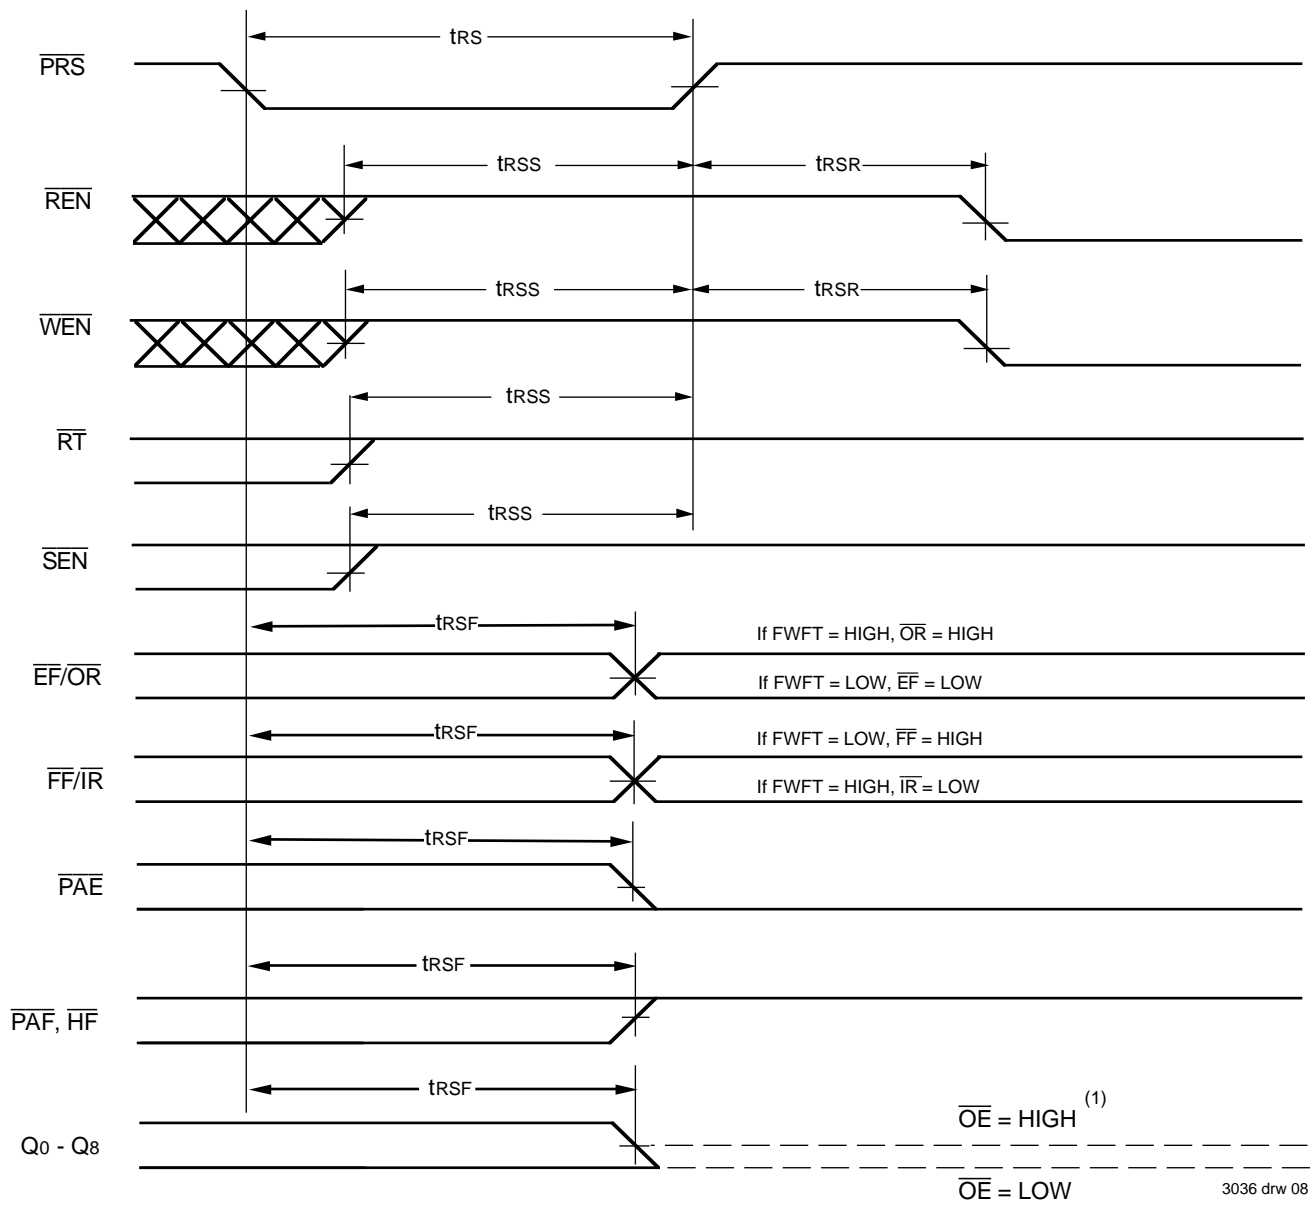 tRS
PRS
tRSS tRSR
REN
tRSS tRSR
WEN
tRSS
RT
tRSS
SEN
tRSF
If FWFT = HIGH, OR = HIGH
EF/OR
If FWFT = LOW, EF = LOW
tRSF
If FWFT = LOW, FF = HIGH
FF/IR
If FWFT = HIGH, IR = LOW
tRSF
PAE
tRSF
PAF, HF
tRSF
OE = HIGH (1)
Q0 - Q8
OE = LOW
3036 drw 08